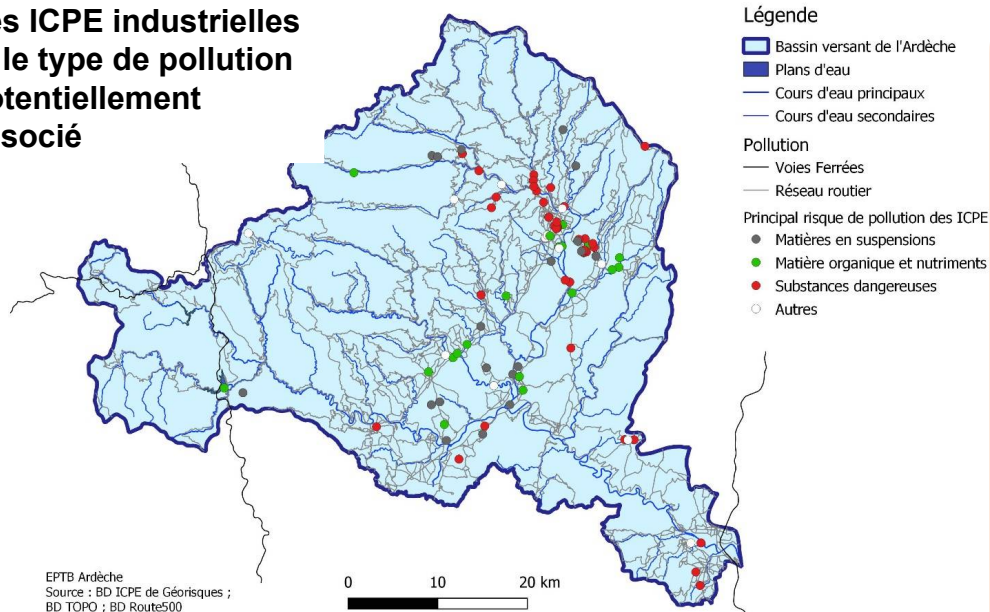 es ICPE industrielles
le type de pollution
otentiellement
socié
Légende
Bassin versant de l'Ardèche
Plans d'eau
Cours d'eau principaux
Cours d'eau secondaires
Pollution
Voies Ferrées
Réseau routier
Principal risque de pollution des ICPE
Matières en suspensions
Matière organique et nutriments
Substances dangereuses
Autres
EPTB Ardèche
Source : BD ICPE de Géorisques ;
BD TOPO ; BD Route500
0 10 20 km